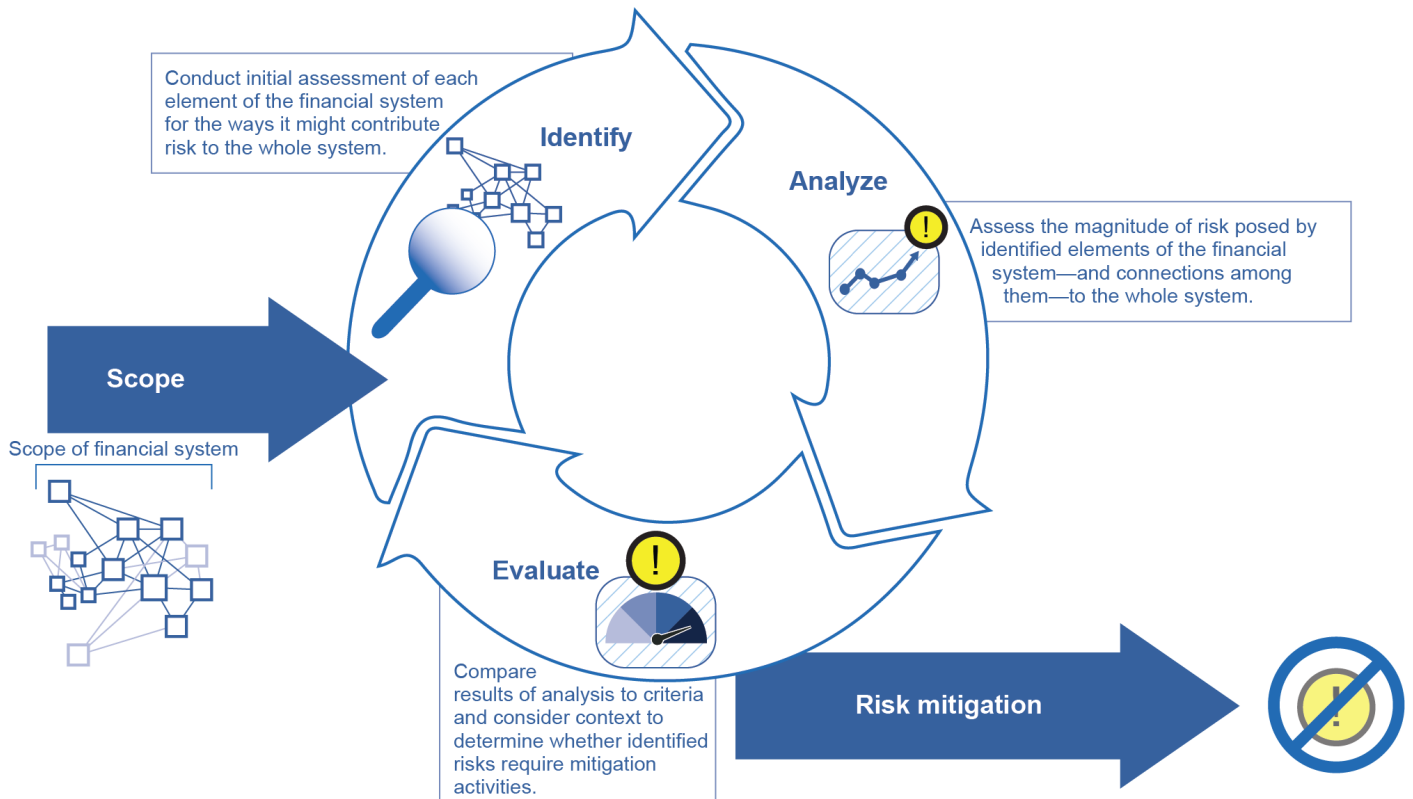 Conduct initial assessment of each
element of the financial system
for the ways it might contribute
risk to the whole system.
Identify
Analyze
!
Assess the magnitude of risk posed by
identified elements of the financial
system—and connections among
them—to the whole system.
Scope
Scope of financial system
Evaluate
!
Compare
results of analysis to criteria
and consider context to
determine whether identified
risks require mitigation
activities.
Risk mitigation
!